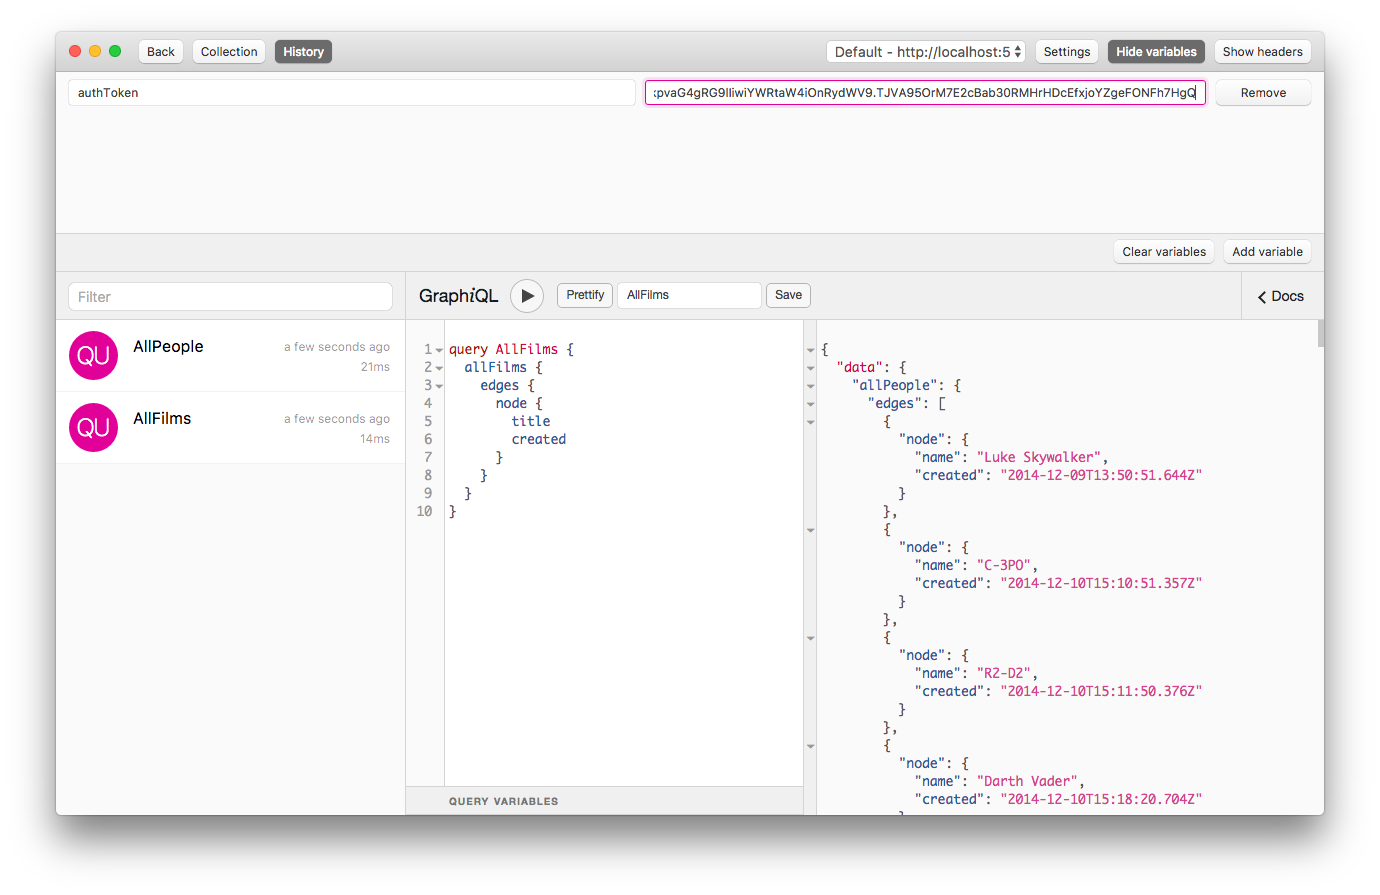 Back Collection History Default - http://localhost:5 Settings Hide variables Show headers
authToken kpvaG4gRG9lIiwiYWRtaW4iOnRydWV9.TJVA95OrM7E2cBab30RMHrHDcEfxjoYZgeFONFh7HgQ Remove
Clear variables Add variable
Filter
QU AllPeople a few seconds ago
21ms
QU AllFilms a few seconds ago
14ms
GraphiQL Prettify AllFilms Save Docs
1 query AllFilms {
2 allFilms {
3 edges {
4 node {
5 title
6 created
7 }
8 }
9 }
10 }
QUERY VARIABLES
{
"data": {
"allPeople": {
"edges": [
{
"node": {
"name": "Luke Skywalker",
"created": "2014-12-09T13:50:51.644Z"
}
},
{
"node": {
"name": "C-3PO",
"created": "2014-12-10T15:10:51.357Z"
}
},
{
"node": {
"name": "R2-D2",
"created": "2014-12-10T15:11:50.376Z"
}
},
{
"node": {
"name": "Darth Vader",
"created": "2014-12-10T15:18:20.704Z"
}